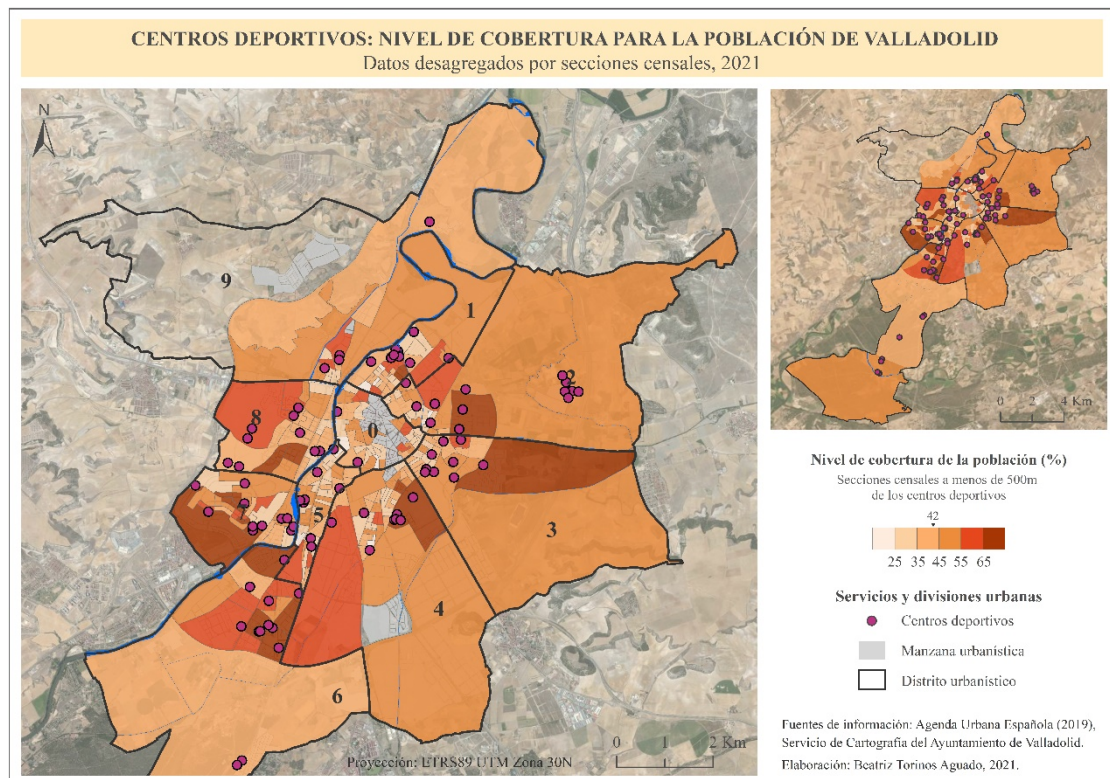 CENTROS DEPORTIVOS: NIVEL DE COBERTURA PARA LA POBLACIÓN DE VALLADOLID
Datos desagregados por secciones censales, 2021
N
9
1
2
8
0
7
5
3
4
6
Proyección: ETRS89 UTM Zona 30N
0 1 2 Km
0 2 4 Km
Nivel de cobertura de la población (%)
Secciones censales a menos de 500m
de los centros deportivos
42
25 35 45 55 65
Servicios y divisiones urbanas
Centros deportivos
Manzana urbanística
Distrito urbanístico
Fuentes de información: Agenda Urbana Española (2019),
Servicio de Cartografía del Ayuntamiento de Valladolid.
Elaboración: Beatriz Torinos Aguado, 2021.